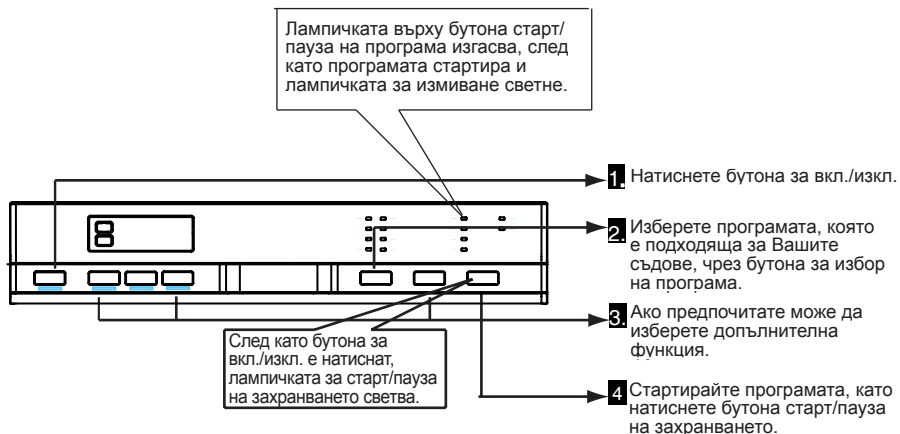 Лампичката върху бутона старт/
пауза на програма изгасва, след
като програмата стартира и
лампичката за измиване светне.
1. Натиснете бутона за вкл./изкл.
2. Изберете програмата, която
е подходяща за Вашите
съдове, чрез бутона за избор
на програма.
3. Ако предпочитате може да
изберете допълнителна
функция.
След като бутона за
вкл./изкл. е натиснат,
лампичката за старт/пауза
на захранването светва.
4 Стартирайте програмата, като
натиснете бутона старт/пауза
на захранването.